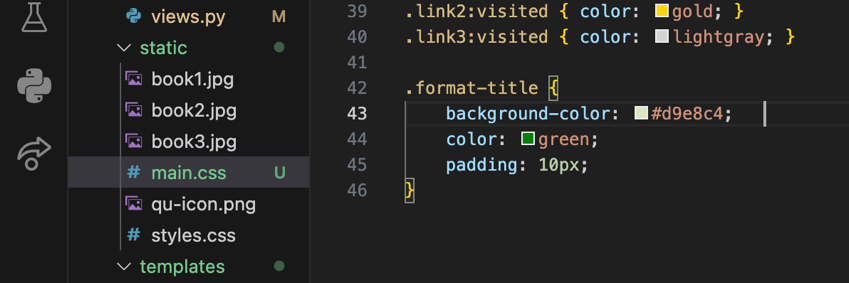 views.py M
static
book1.jpg
book2.jpg
book3.jpg
# main.css U
qu-icon.png
# styles.css
templates
39 .link2:visited { color: gold; }
40 .link3:visited { color: lightgray; }
41
42 .format-title {
43 background-color: #d9e8c4;
44 color: green;
45 padding: 10px;
46 }